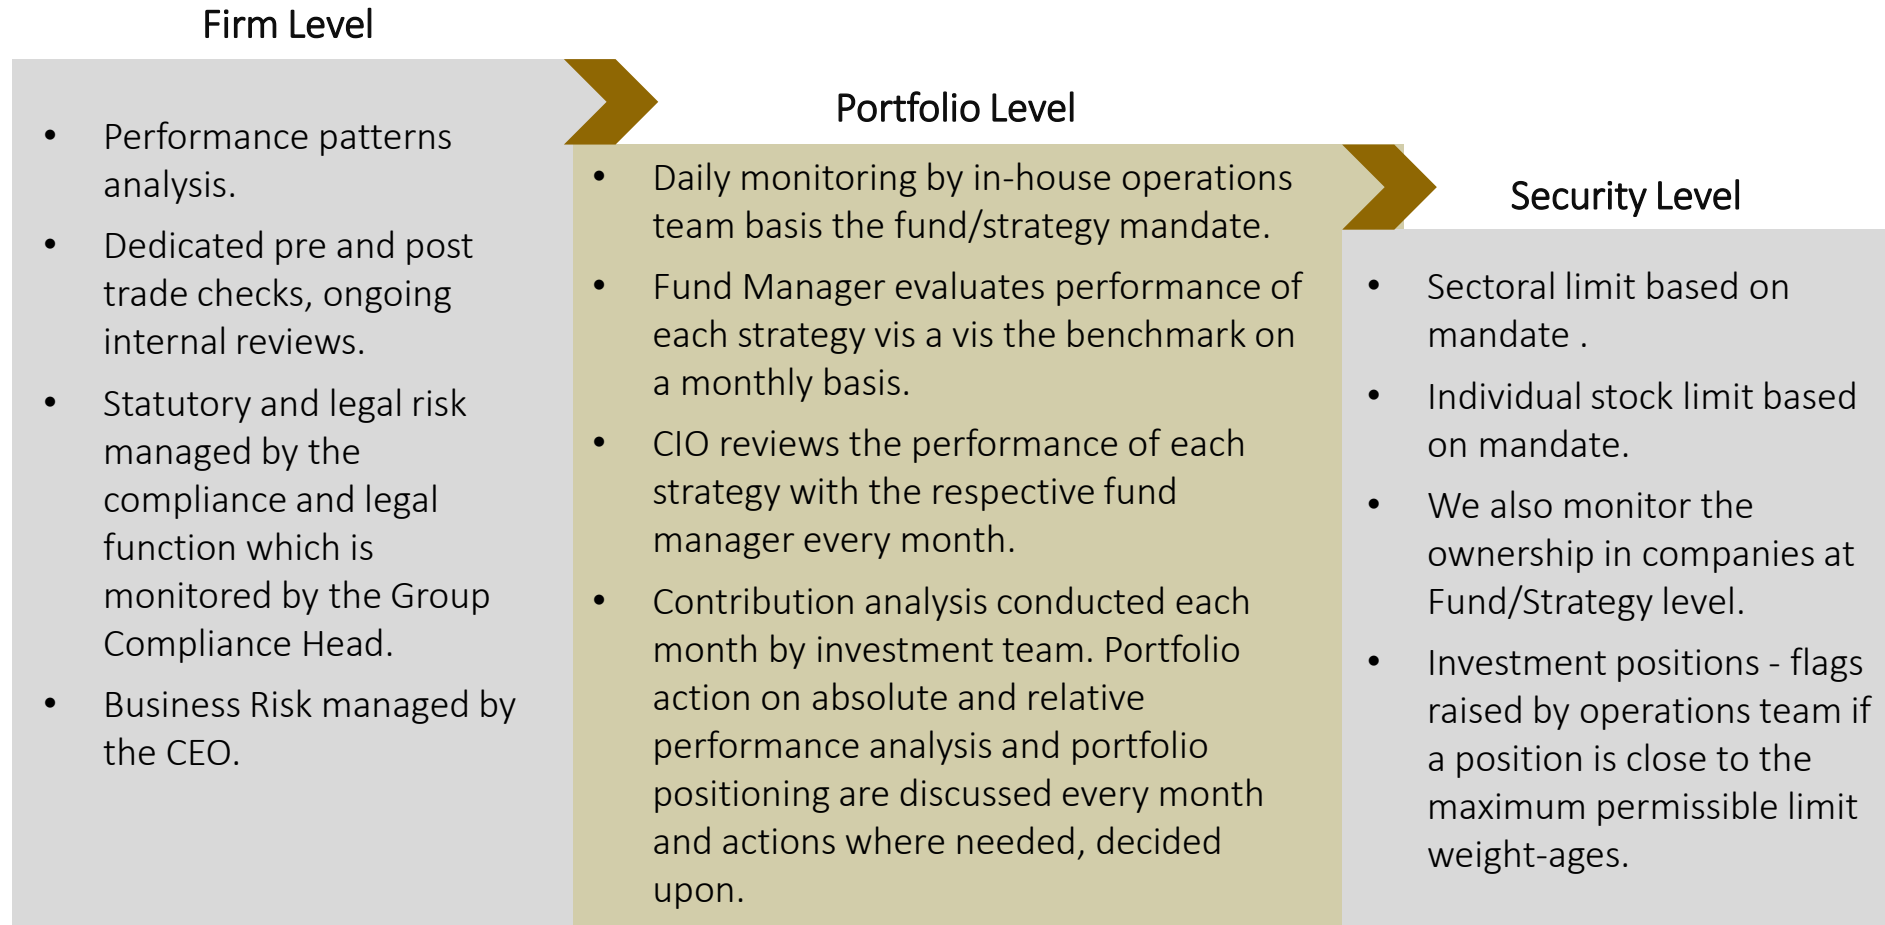 Firm Level
• Performance patterns
analysis.
• Dedicated pre and post
trade checks, ongoing
internal reviews.
• Statutory and legal risk
managed by the
compliance and legal
function which is
monitored by the Group
Compliance Head.
• Business Risk managed by
the CEO.
Portfolio Level
• Daily monitoring by in-house operations
team basis the fund/strategy mandate.
• Fund Manager evaluates performance of
each strategy vis a vis the benchmark on
a monthly basis.
• CIO reviews the performance of each
strategy with the respective fund
manager every month.
• Contribution analysis conducted each
month by investment team. Portfolio
action on absolute and relative
performance analysis and portfolio
positioning are discussed every month
and actions where needed, decided
upon.
Security Level
• Sectoral limit based on
mandate .
• Individual stock limit based
on mandate.
• We also monitor the
ownership in companies at
Fund/Strategy level.
• Investment positions - flags
raised by operations team if
a position is close to the
maximum permissible limit
weight-ages.